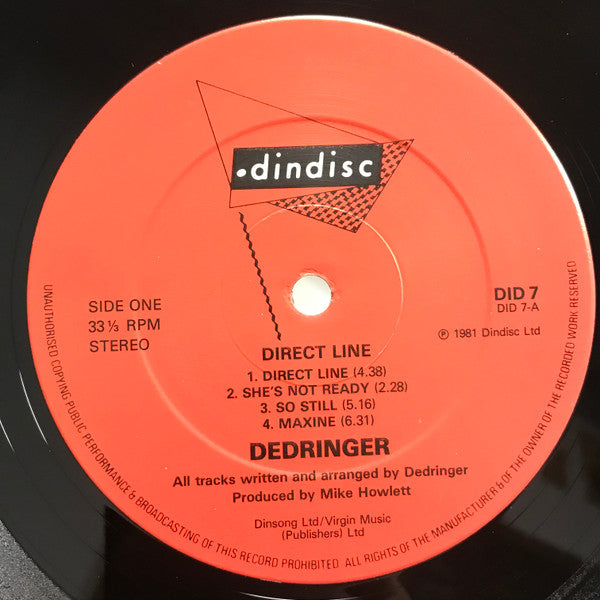 •dindisc
SIDE ONE
33⅓ RPM
STEREO
DID 7
DID 7-A
℗ 1981 Dindisc Ltd
DIRECT LINE
1. DIRECT LINE (4.38)
2. SHE'S NOT READY (2.28)
3. SO STILL (5.16)
4. MAXINE (6.31)
DEDRINGER
All tracks written and arranged by Dedringer
Produced by Mike Howlett
Dinsong Ltd/Virgin Music
(Publishers) Ltd
UNAUTHORISED COPYING PUBLIC PERFORMANCE & BROADCASTING OF THIS RECORD PROHIBITED. ALL RIGHTS OF THE MANUFACTURER & OF THE OWNER OF THE RECORDED WORK RESERVED